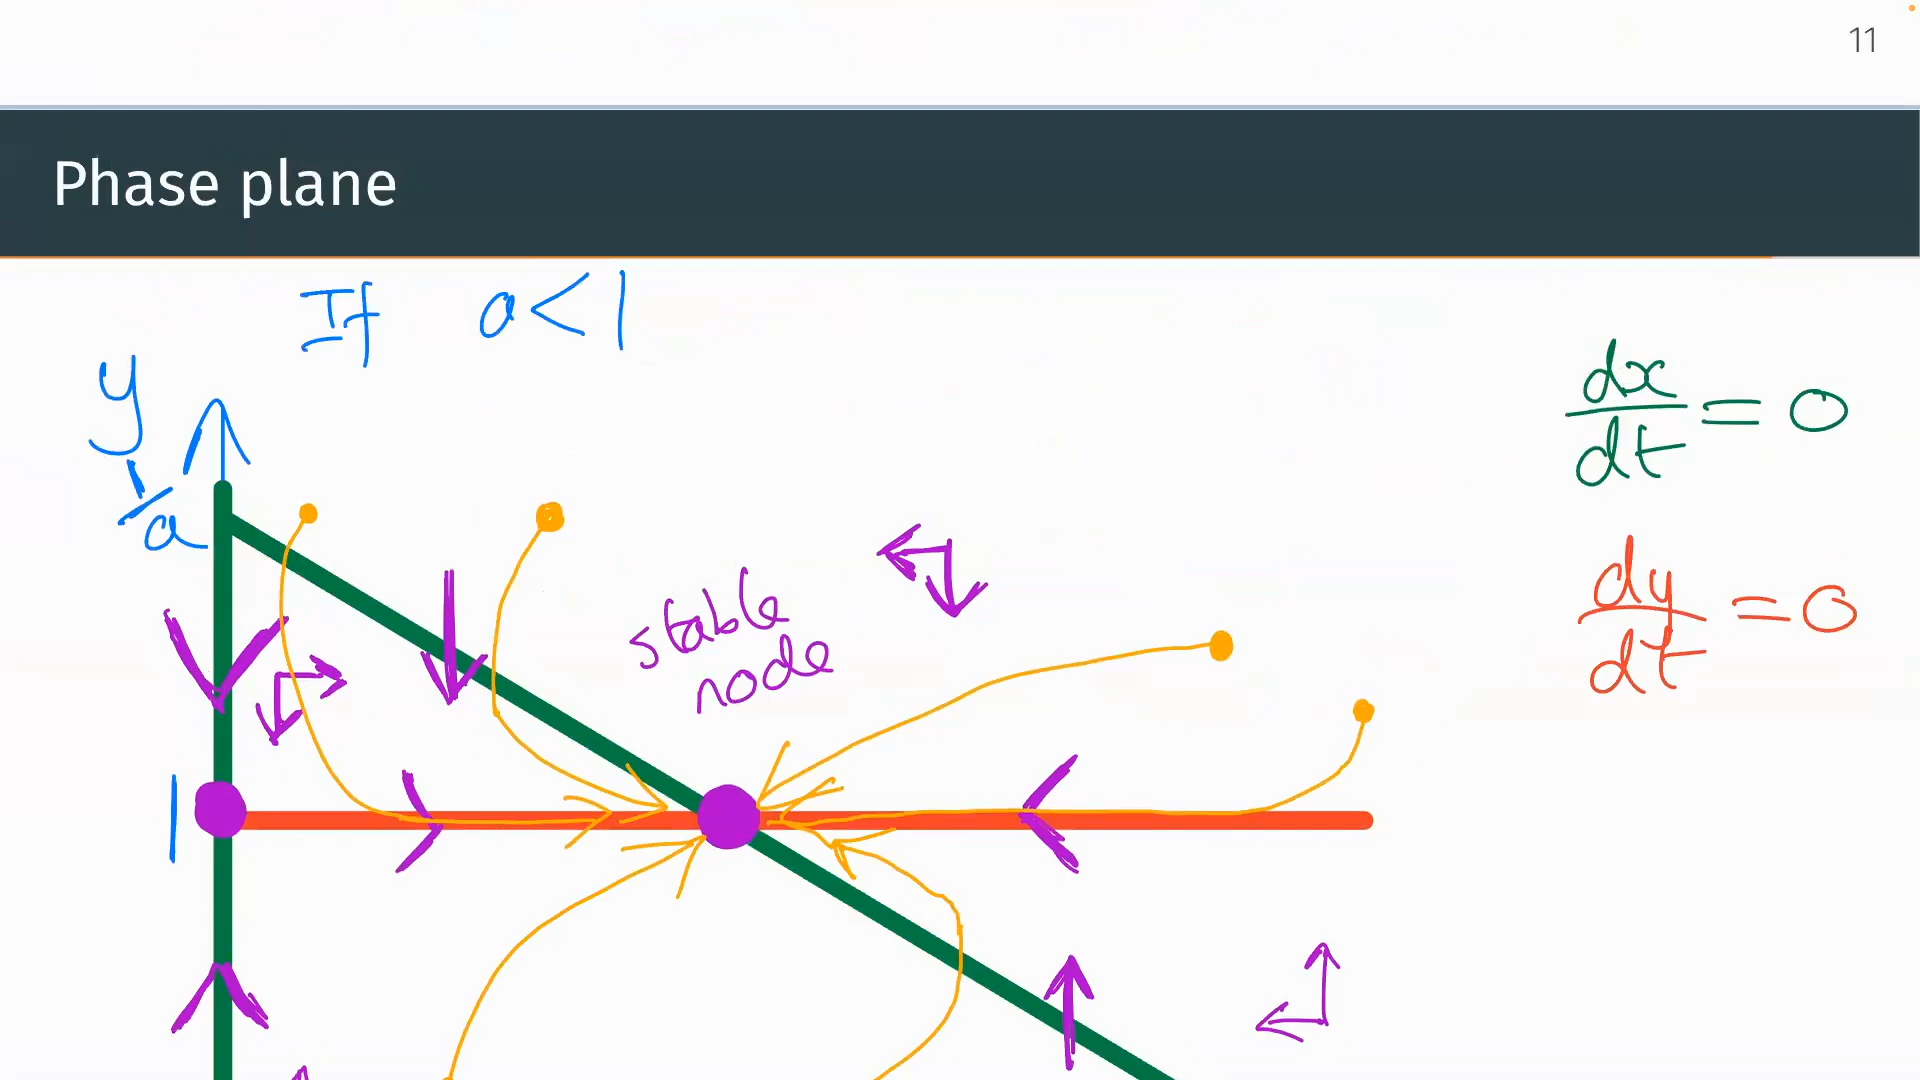 11
Phase plane
If a<1
y
1/a
1
stable
node
dx/dt = 0
dy/dt = 0